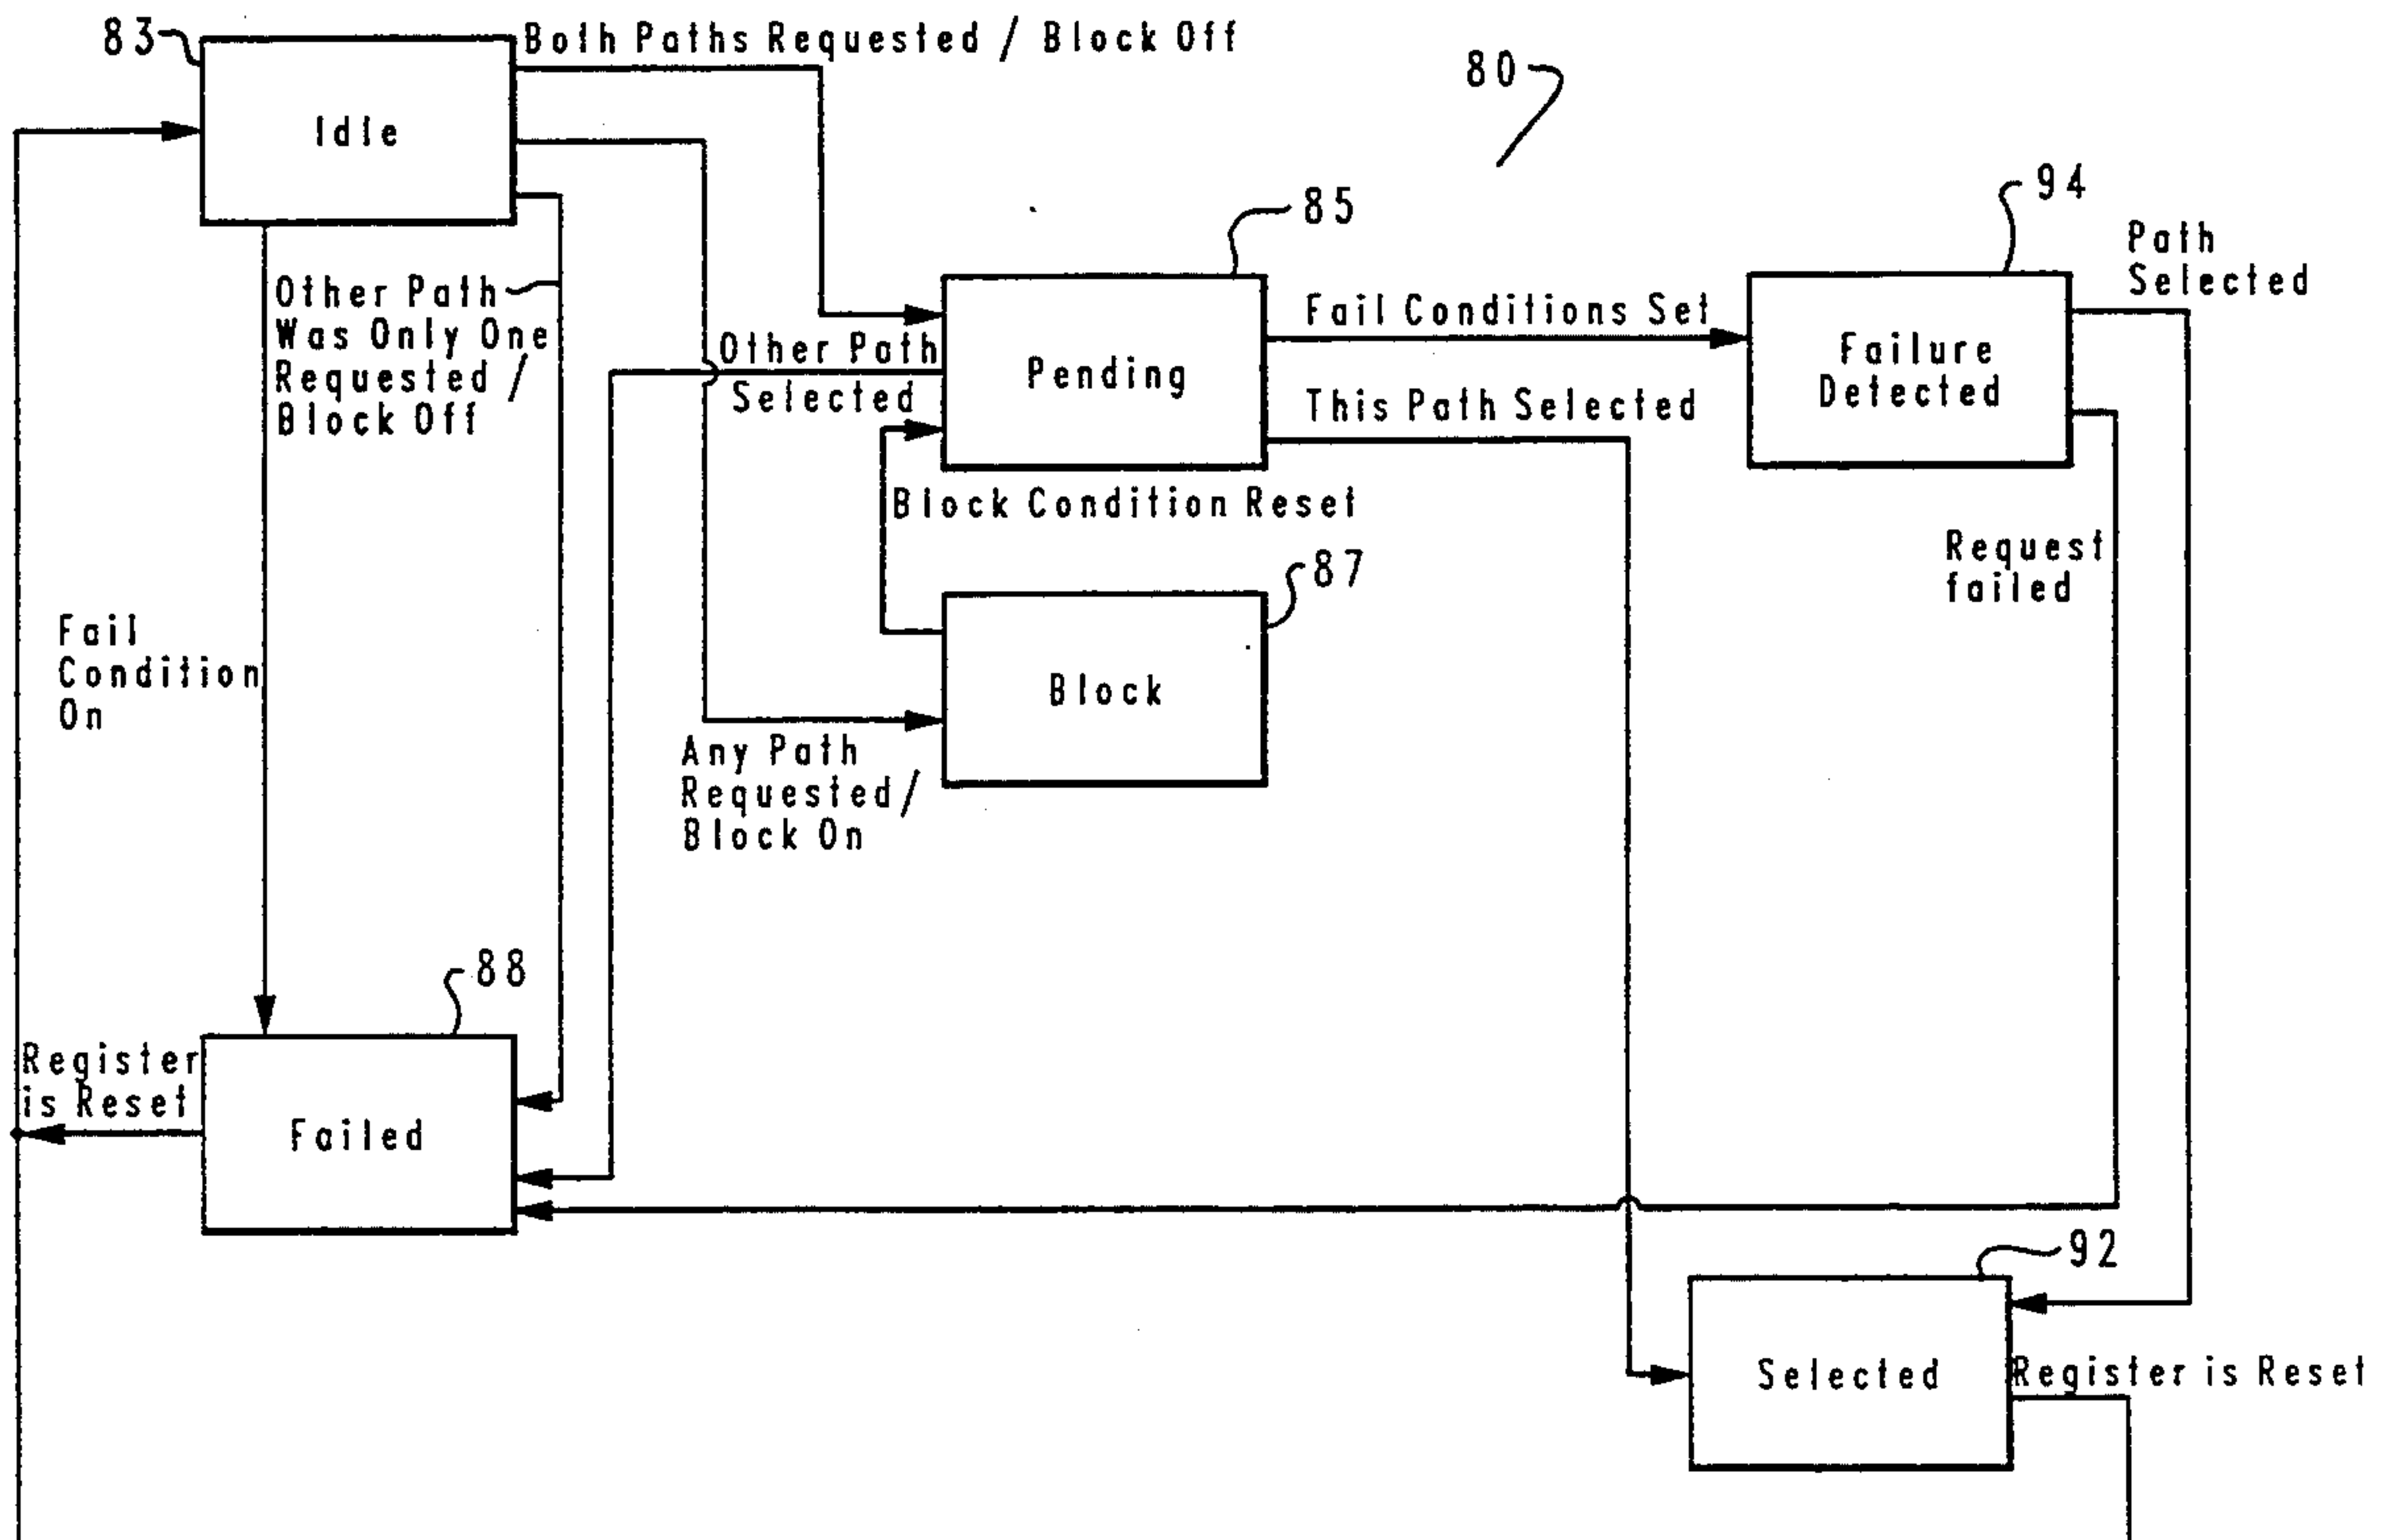 83
Both Paths Requested / Block Off
80
Idle
94
85
Path
Selected
Other Path
Was Only One
Requested /
Block Off
Fail Conditions Set
Other Path
Selected
Pending
Failure
Detected
This Path Selected
Block Condition Reset
Request
failed
87
Fail
Condition
On
Block
Any Path
Requested/
Block On
88
Register
is Reset
Failed
92
Selected
Register is Reset